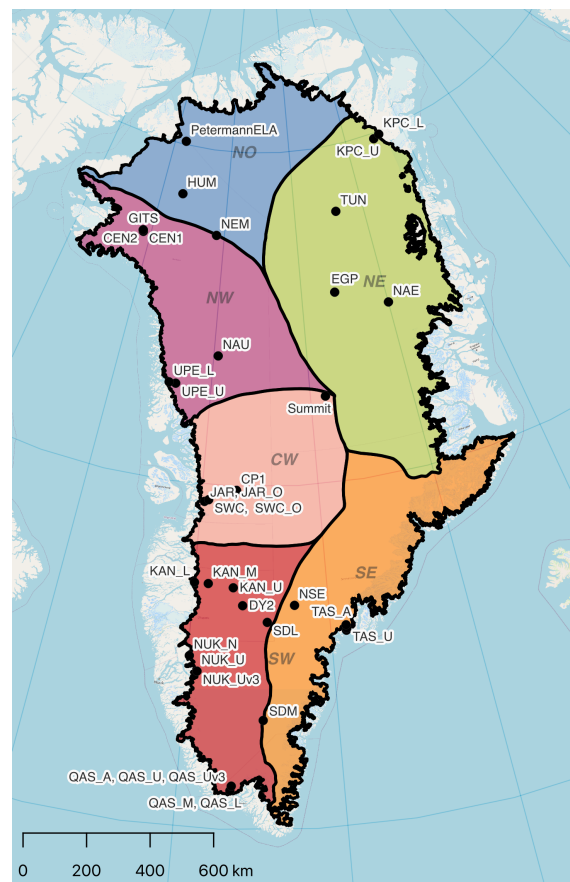 KPC_L
PetermannELA
NO
KPC_U
HUM
TUN
GITS
NEM
CEN2 CEN1
EGP
NE
NAE
NW
NAU
UPE_L
UPE_U
Summit
CW
CP1
JAR, JAR_O
SWC, SWC_O
KAN_L
KAN_M
SE
KAN_U
NSE
DY2
TAS_A
SDL
TAS_U
NUK_N
NUK_U
SW
NUK_Uv3
SDM
QAS_A, QAS_U, QAS_Uv3
QAS_M, QAS_L
0 200 400 600 km